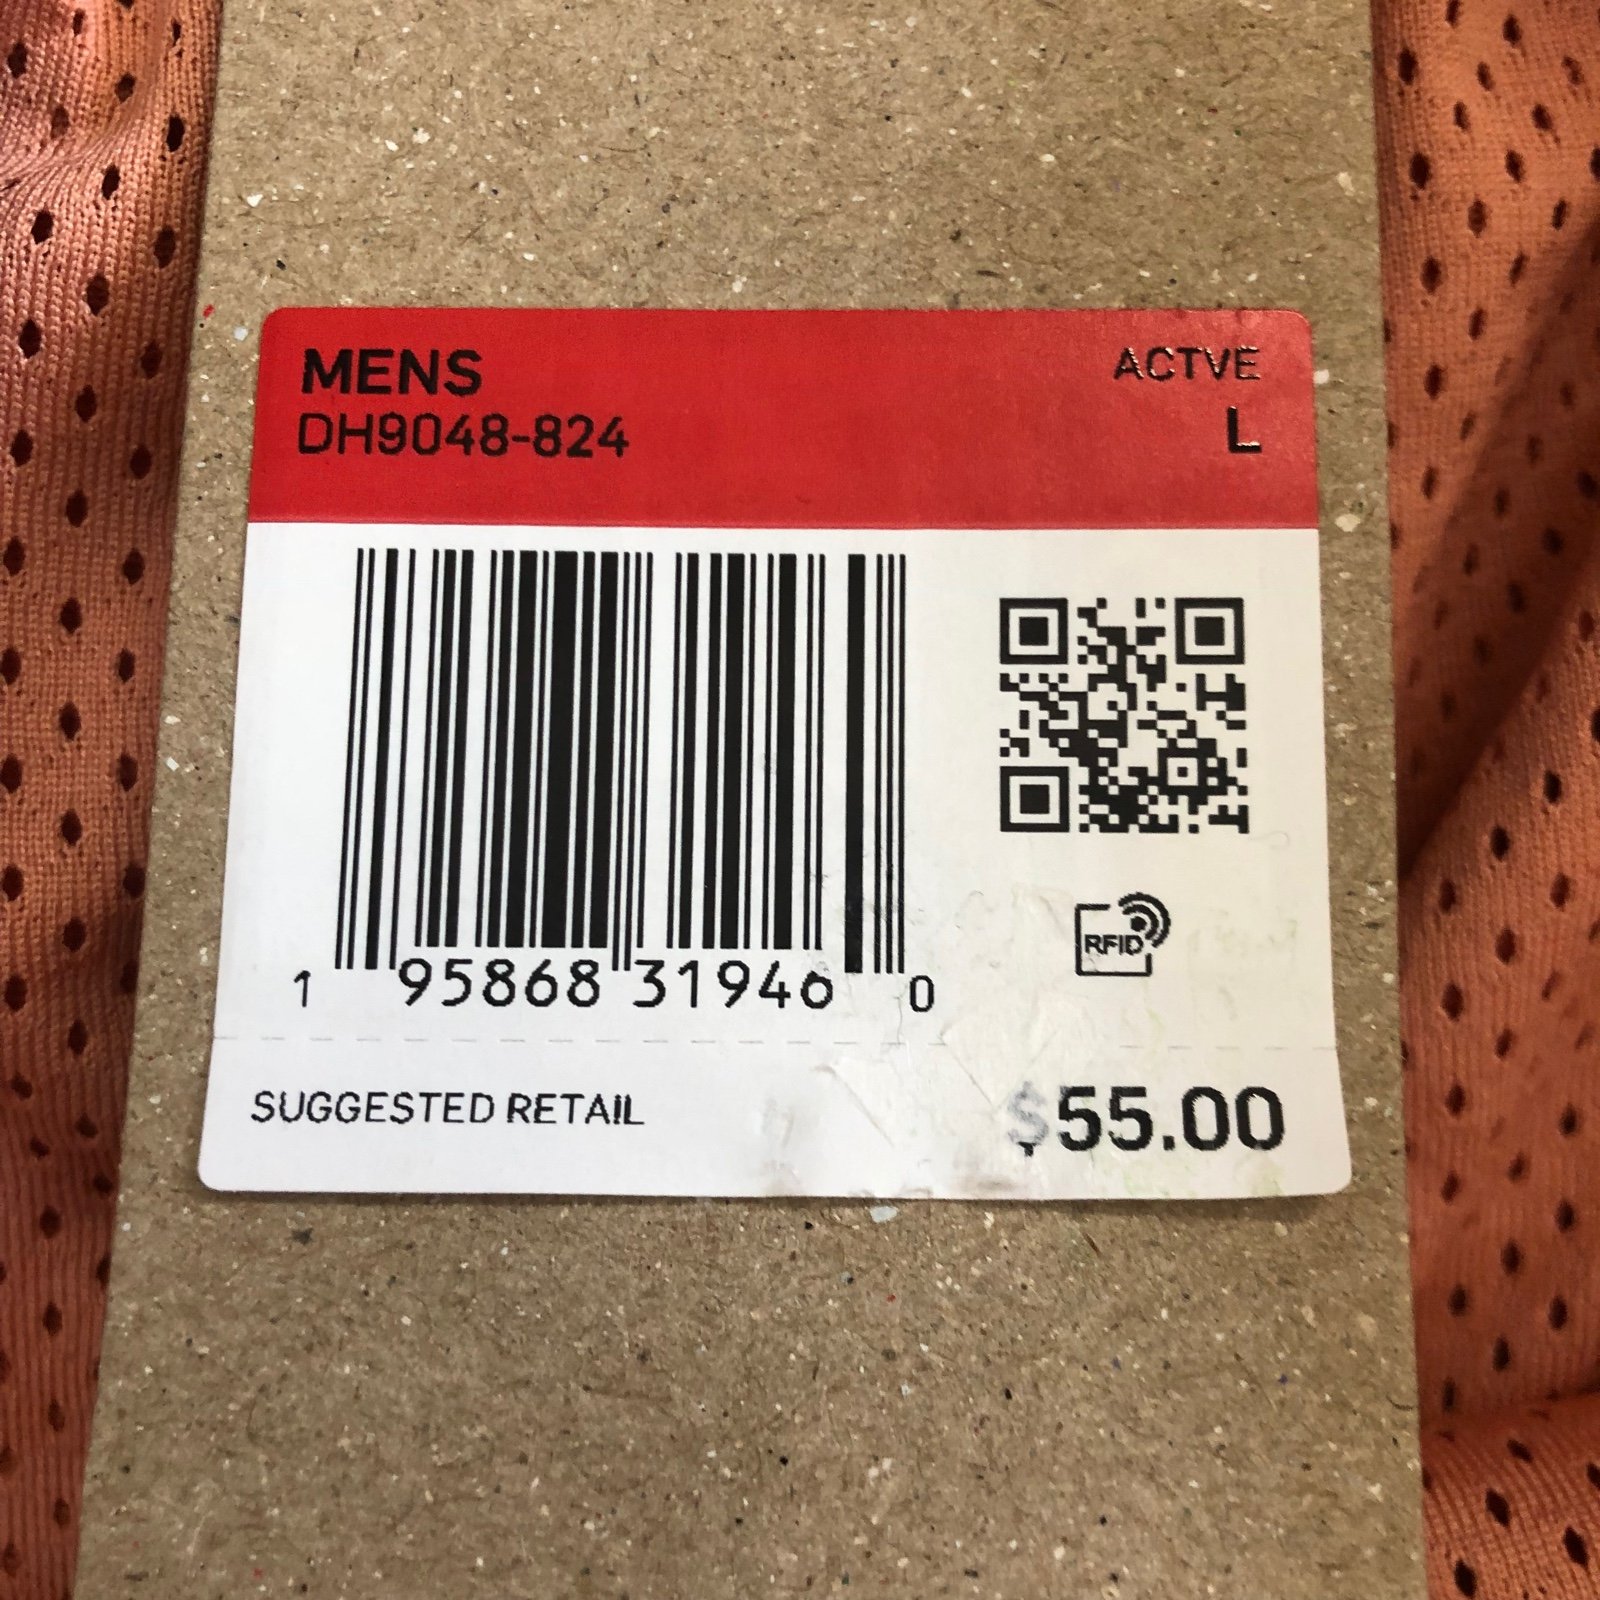 MENS
ACTVE
DH9048-824
L
RFID
1 95868 31946 0
SUGGESTED RETAIL
$55.00